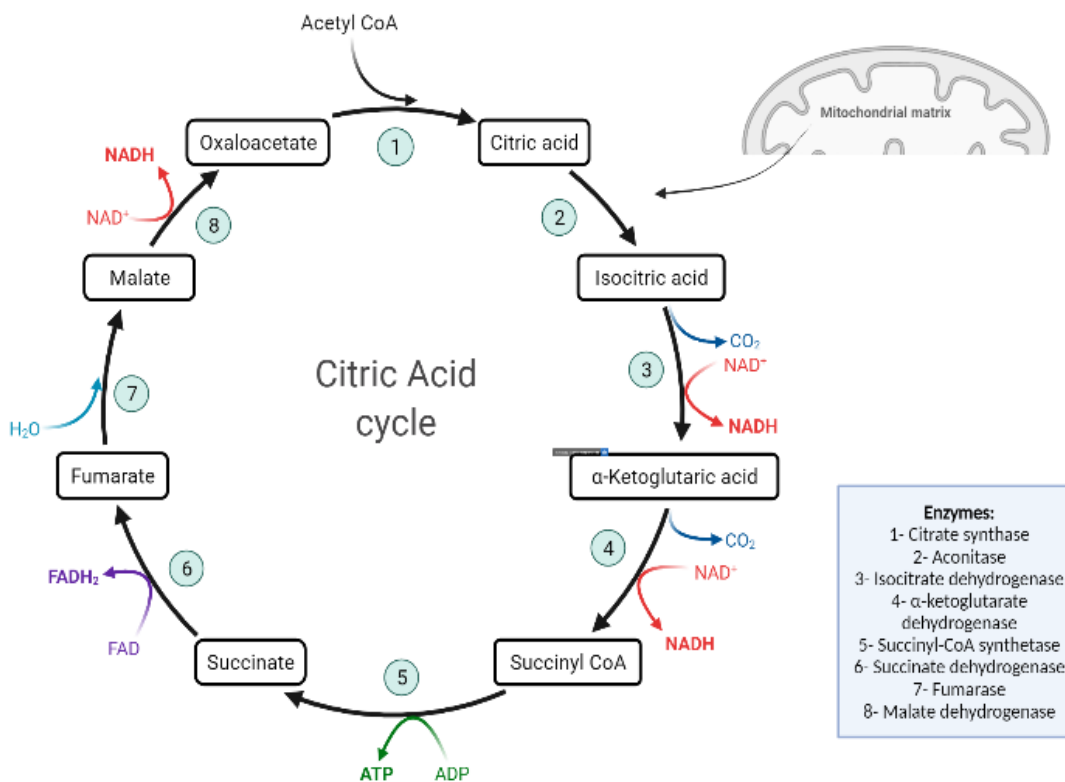 Acetyl CoA
Mitochondrial matrix
Oxaloacetate
1
Citric acid
NADH
NAD⁺
8
2
Malate
Isocitric acid
CO₂
3
NAD⁺
NADH
Citric Acid
cycle
7
H₂O
Fumarate
α-Ketoglutaric acid
4
CO₂
NAD⁺
NADH
6
FADH₂
FAD
Succinate
Succinyl CoA
5
ATP
ADP
Enzymes:
1- Citrate synthase
2- Aconitase
3- Isocitrate dehydrogenase
4- α-ketoglutarate
dehydrogenase
5- Succinyl-CoA synthetase
6- Succinate dehydrogenase
7- Fumarase
8- Malate dehydrogenase